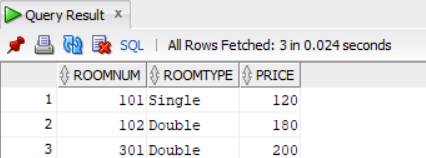 Query Result x
SQL | All Rows Fetched: 3 in 0.024 seconds
ROOMNUM ROOMTYPE PRICE
1 101 Single 120
2 102 Double 180
3 301 Double 200